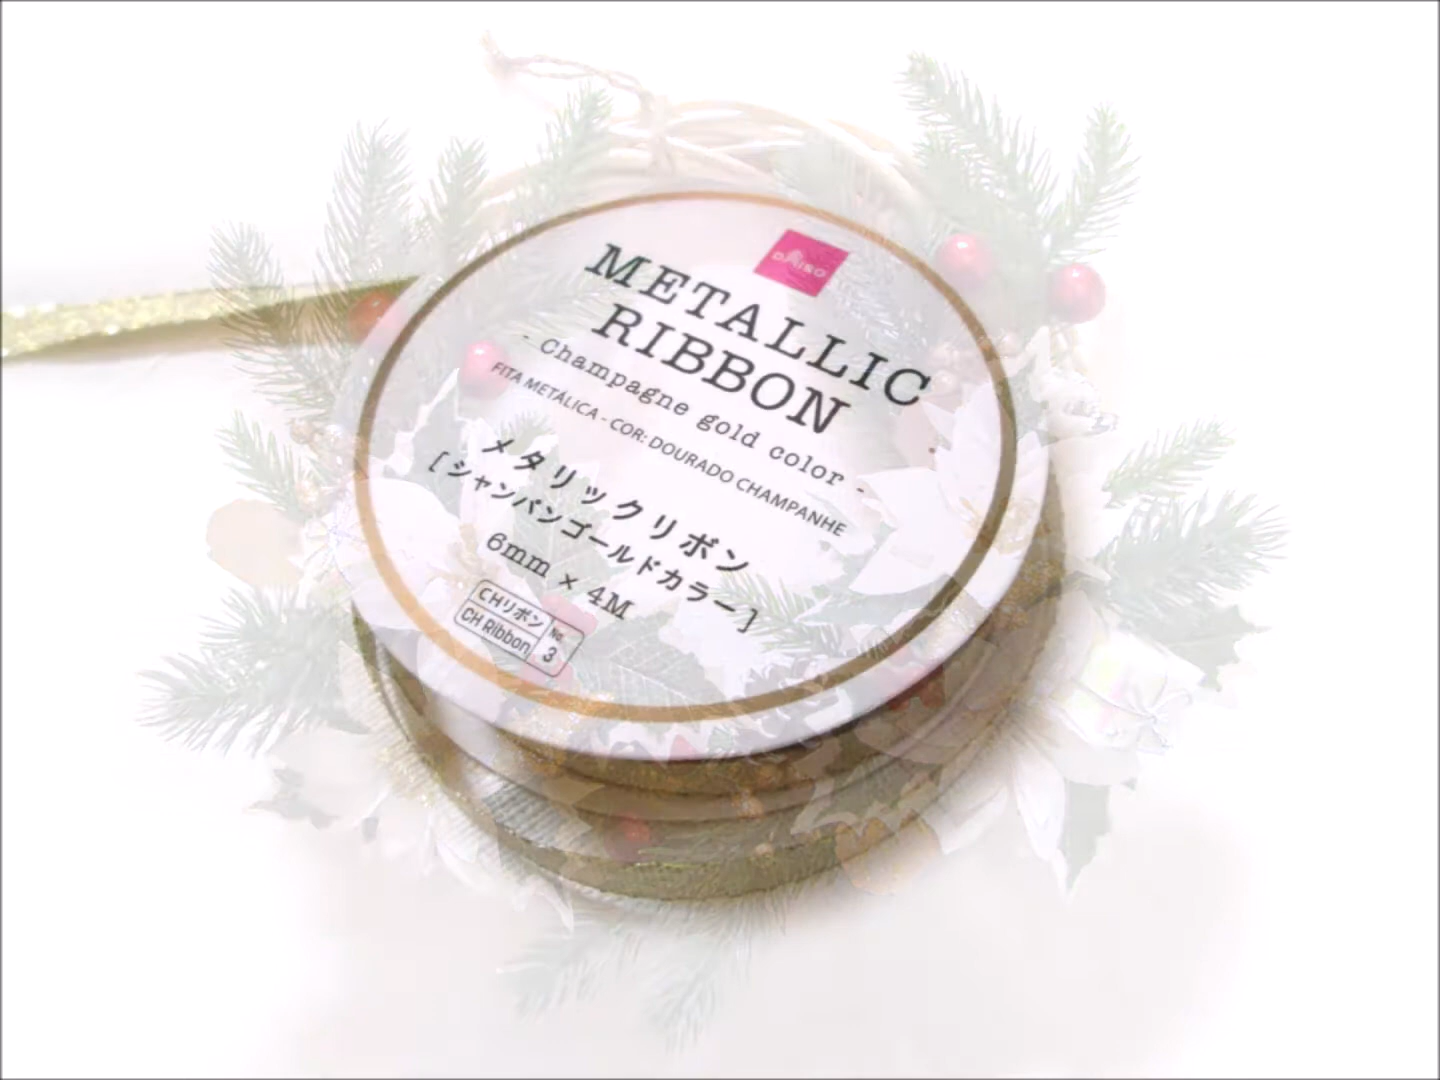 DAISO
METALLIC
RIBBON
- Champagne gold color -
FITA METÁLICA - COR: DOURADO CHAMPANHE
メタリックリボン
[シャンパンゴールドカラー]
6mm × 4M
CHリボン
CH Ribbon
No.
3